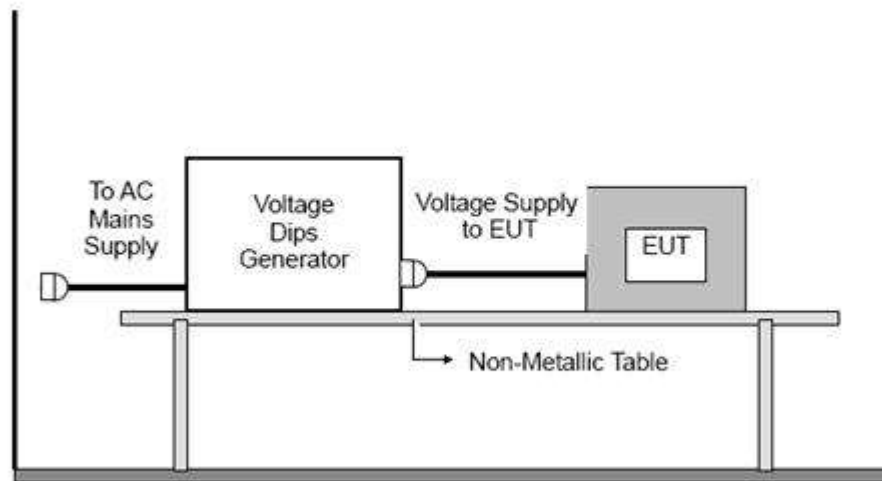 To AC
Mains
Supply
Voltage
Dips
Generator
Voltage Supply
to EUT
EUT
Non-Metallic Table